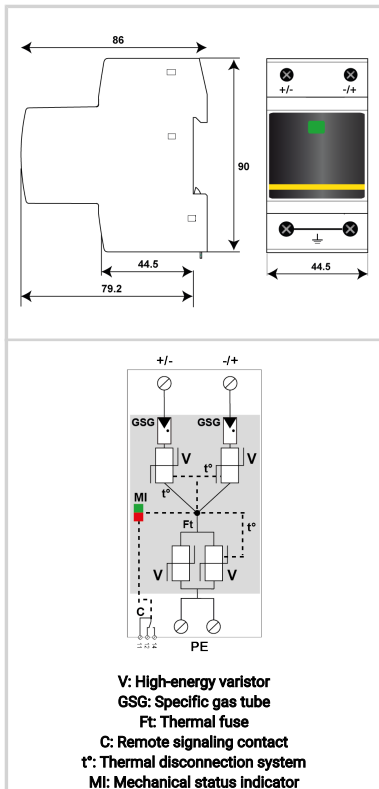 86
+/-
-/+
90
44.5
44.5
79.2
+/-
-/+
GSG
GSG
V
V
t°
t°
MI
Ft
t°
V
V
C
PE
V: High-energy varistor
GSG: Specific gas tube
Ft: Thermal fuse
C: Remote signaling contact
t°: Thermal disconnection system
MI: Mechanical status indicator